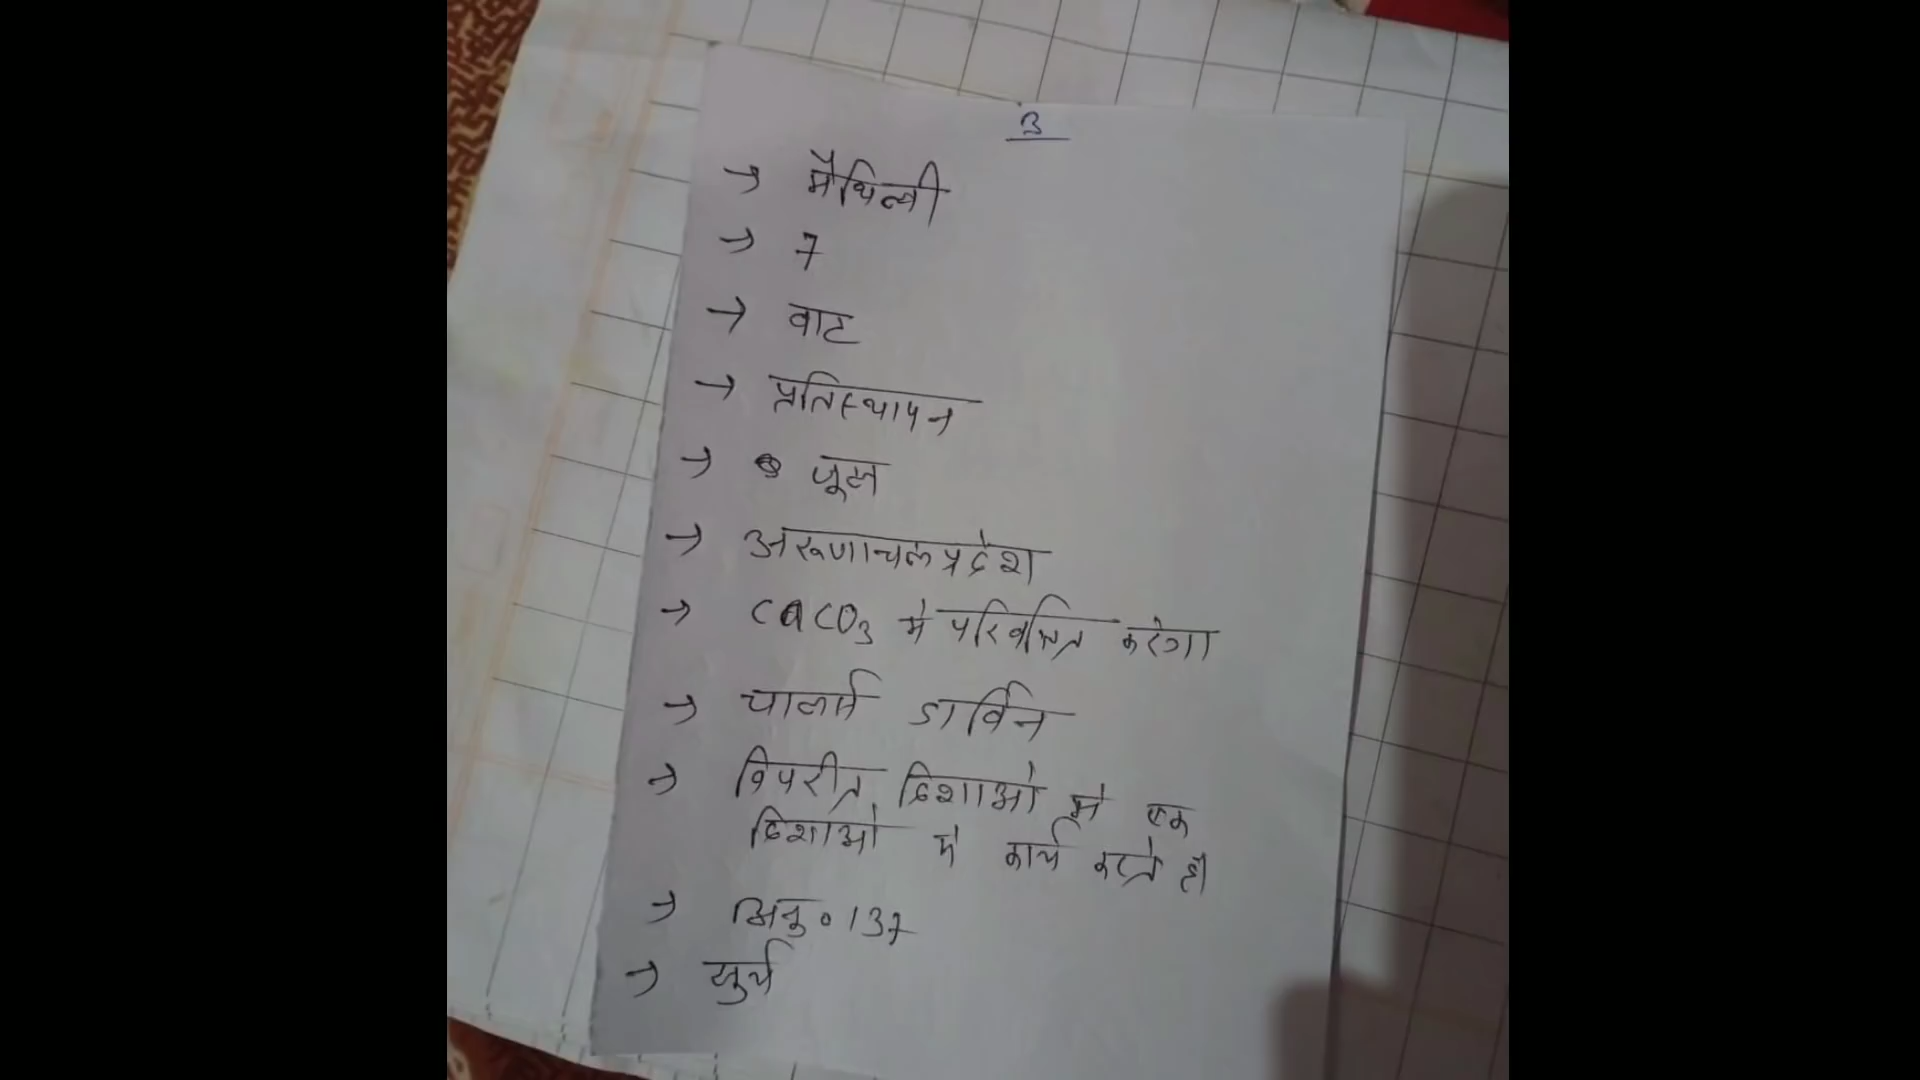 3
→ मैथिली
→ 7
→ वाट
→ प्रतिस्थापन
→ जूल
→ अरूणाचल प्रदेश
→ CaCO3 में परिवर्तित करेगा
→ चार्ल्स डार्विन
→ विपरीत दिशाओं में एक
दिशाओं में कार्य करते हो
→ अनु० 137
→ सुर्य